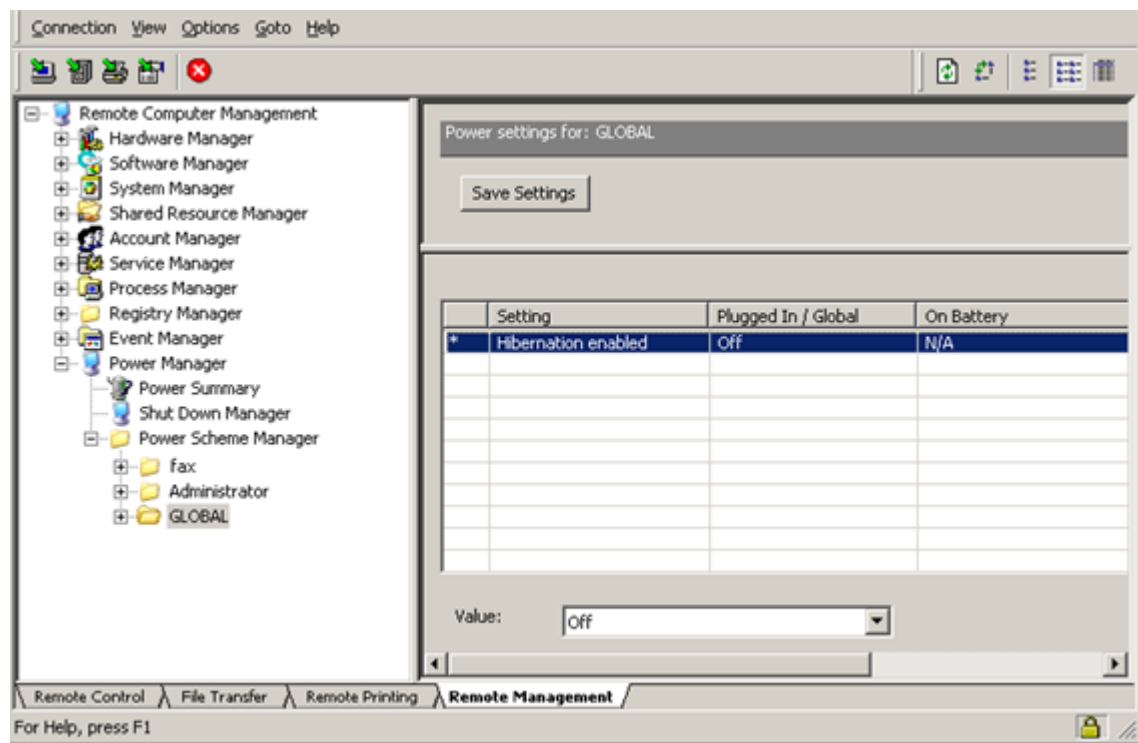 Connection View Options Goto Help
Remote Computer Management
Hardware Manager
Software Manager
System Manager
Shared Resource Manager
Account Manager
Service Manager
Process Manager
Registry Manager
Event Manager
Power Manager
Power Summary
Shut Down Manager
Power Scheme Manager
fax
Administrator
GLOBAL
Power settings for: GLOBAL
Save Settings
Setting Plugged In / Global On Battery
* Hibernation enabled Off N/A
Value: Off
Remote Control File Transfer Remote Printing Remote Management
For Help, press F1